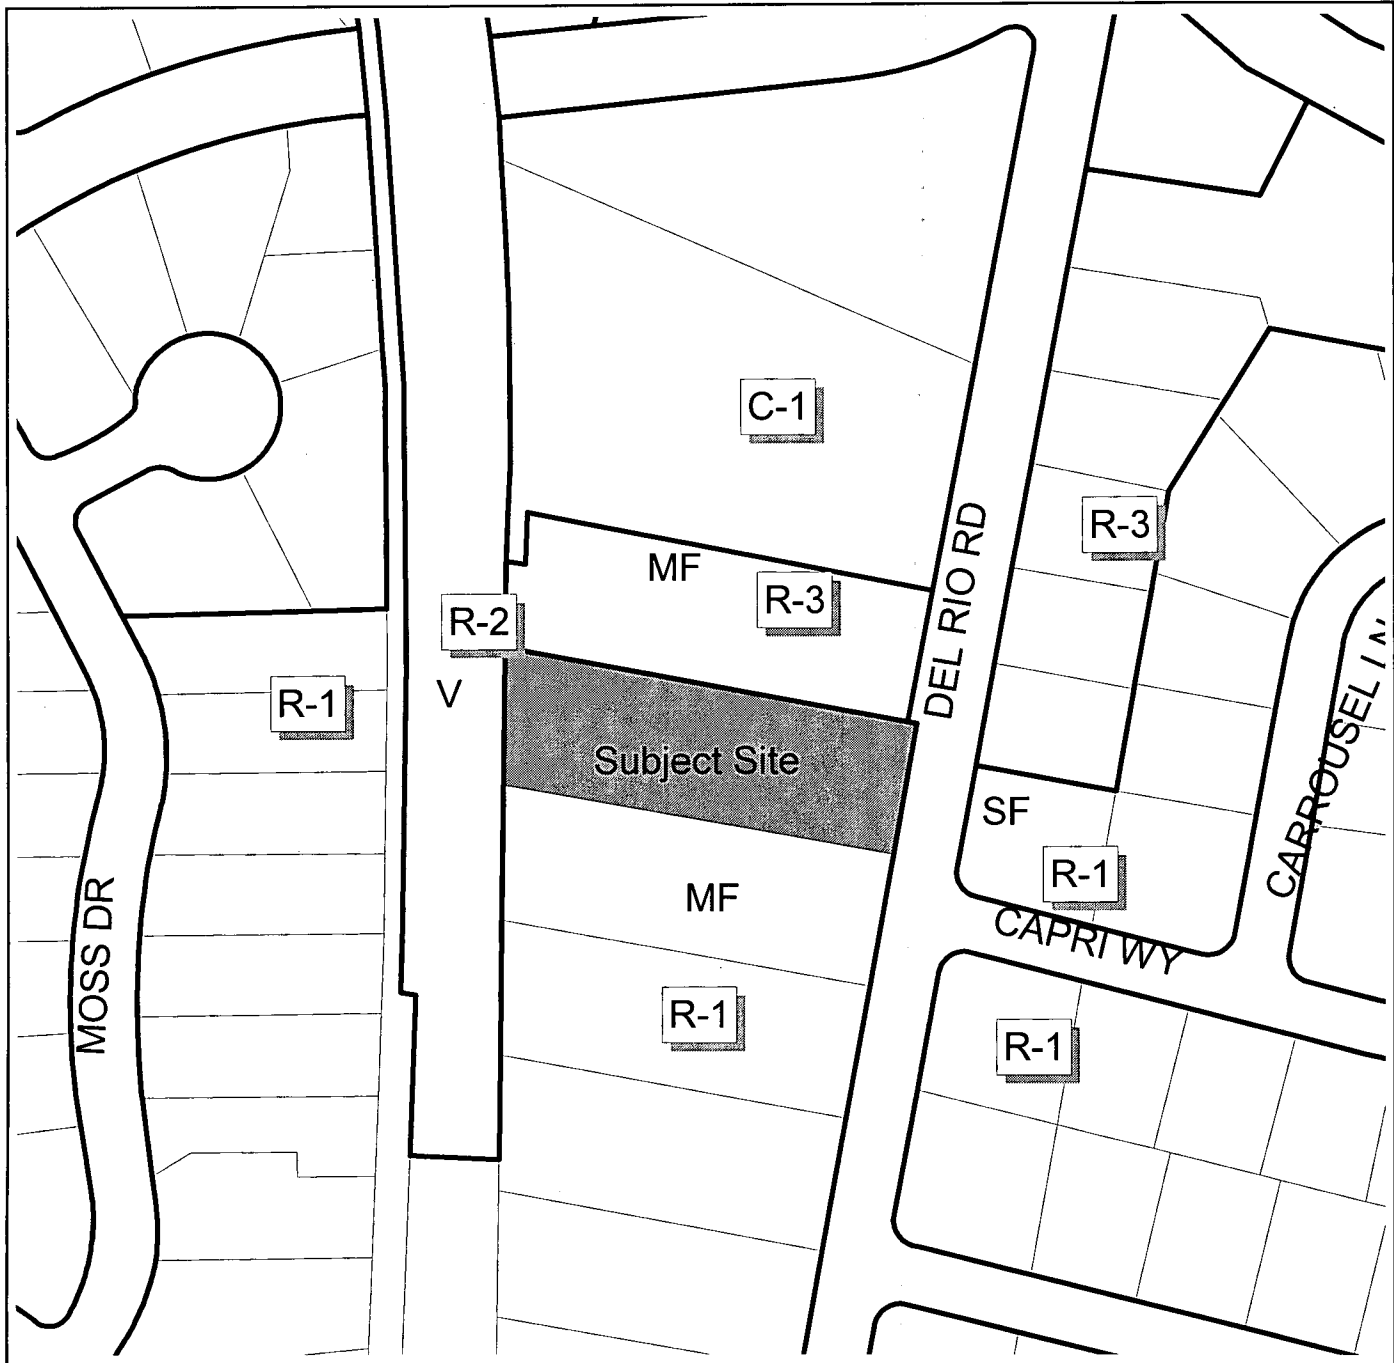 C-1
R-3
MF
R-3
R-2
DEL RIO RD
V
R-1
Subject Site
SF
CARROUSEL LN
R-1
MF
MOSS DR
CAPRI WY
R-1
R-1